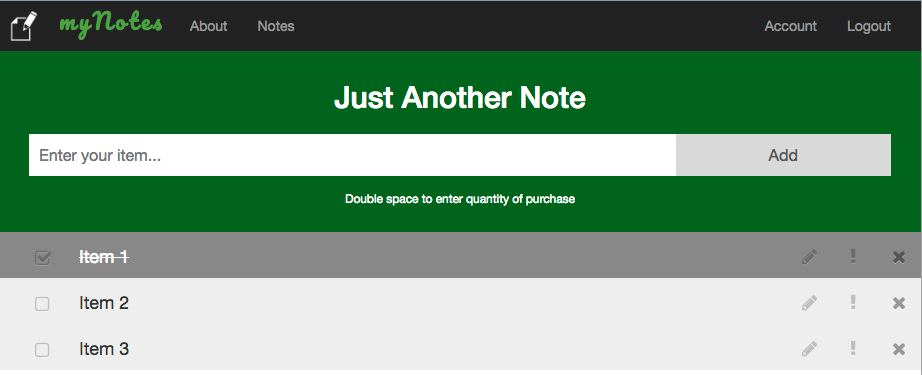 myNotes About Notes Account Logout
Just Another Note
Enter your item... Add
Double space to enter quantity of purchase
Item 1
Item 2
Item 3